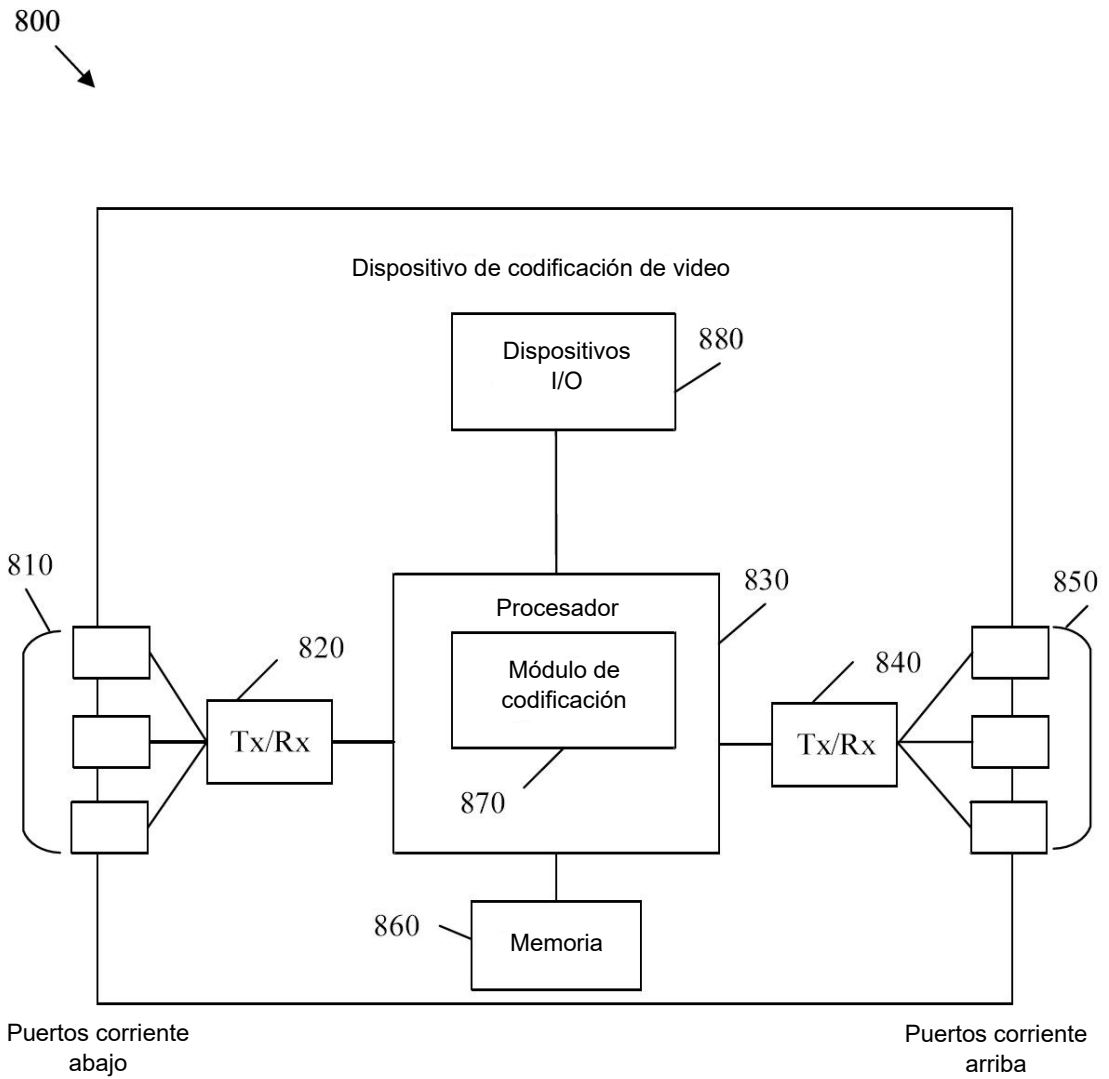 800
Dispositivo de codificación de video
Dispositivos
I/O
880
810
820
Tx/Rx
Procesador
830
Módulo de
codificación
870
840
Tx/Rx
850
860
Memoria
Puertos corriente
abajo
Puertos corriente
arriba